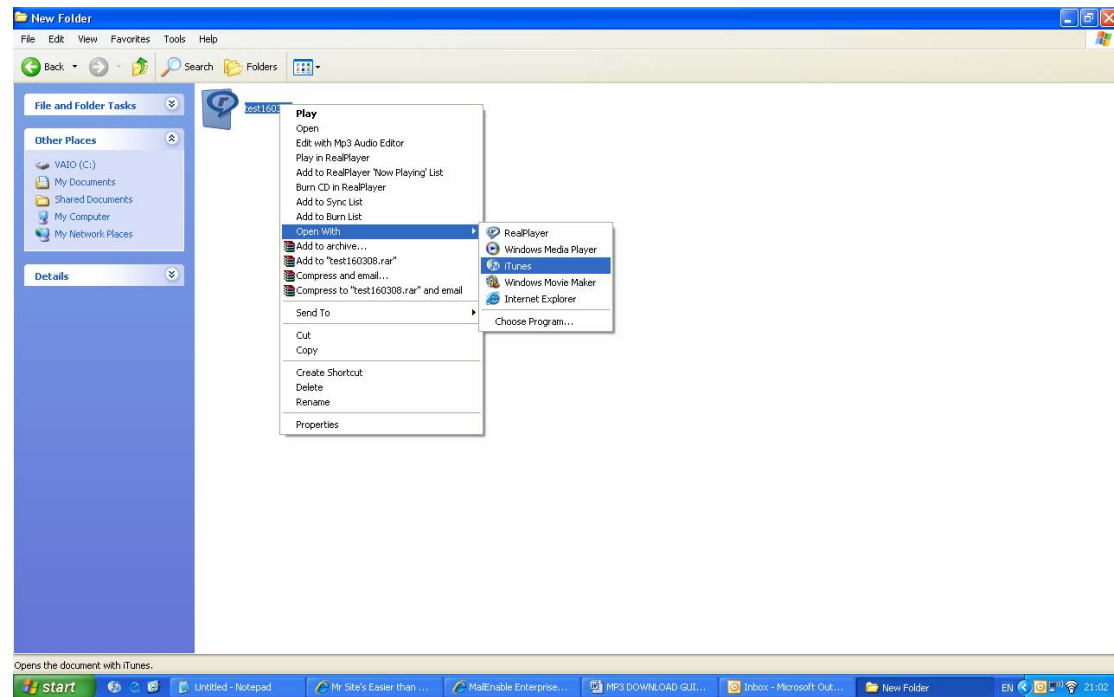 New Folder
File Edit View Favorites Tools Help
Back Search Folders
File and Folder Tasks
Other Places
VAIO (C:)
My Documents
Shared Documents
My Computer
My Network Places
Details
test160
Play
Open
Edit with Mp3 Audio Editor
Play in RealPlayer
Add to RealPlayer 'Now Playing' List
Burn CD in RealPlayer
Add to Sync List
Add to Burn List
Open With
Add to archive...
Add to "test160308.rar"
Compress and email...
Compress to "test160308.rar" and email
Send To
Cut
Copy
Create Shortcut
Delete
Rename
Properties
RealPlayer
Windows Media Player
iTunes
Windows Movie Maker
Internet Explorer
Choose Program...
Opens the document with iTunes.
start Untitled - Notepad Mr Site's Easier than ... MailEnable Enterprise... MP3 DOWNLOAD GUI... Inbox - Microsoft Out... New Folder EN 21:02